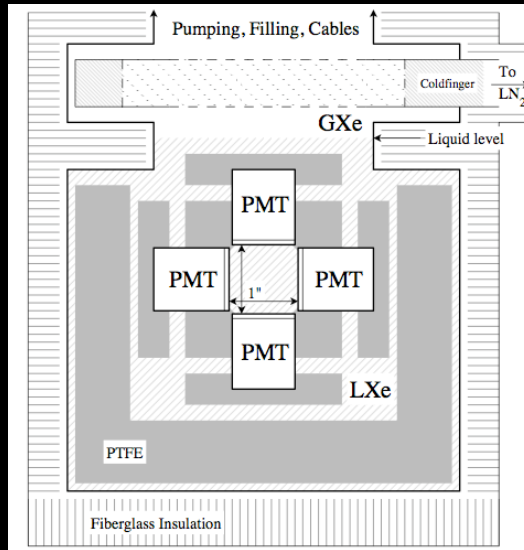 Pumping, Filling, Cables
Coldfinger
To
LN2
GXe
Liquid level
PMT
PMT
PMT
1"
PMT
LXe
PTFE
Fiberglass Insulation